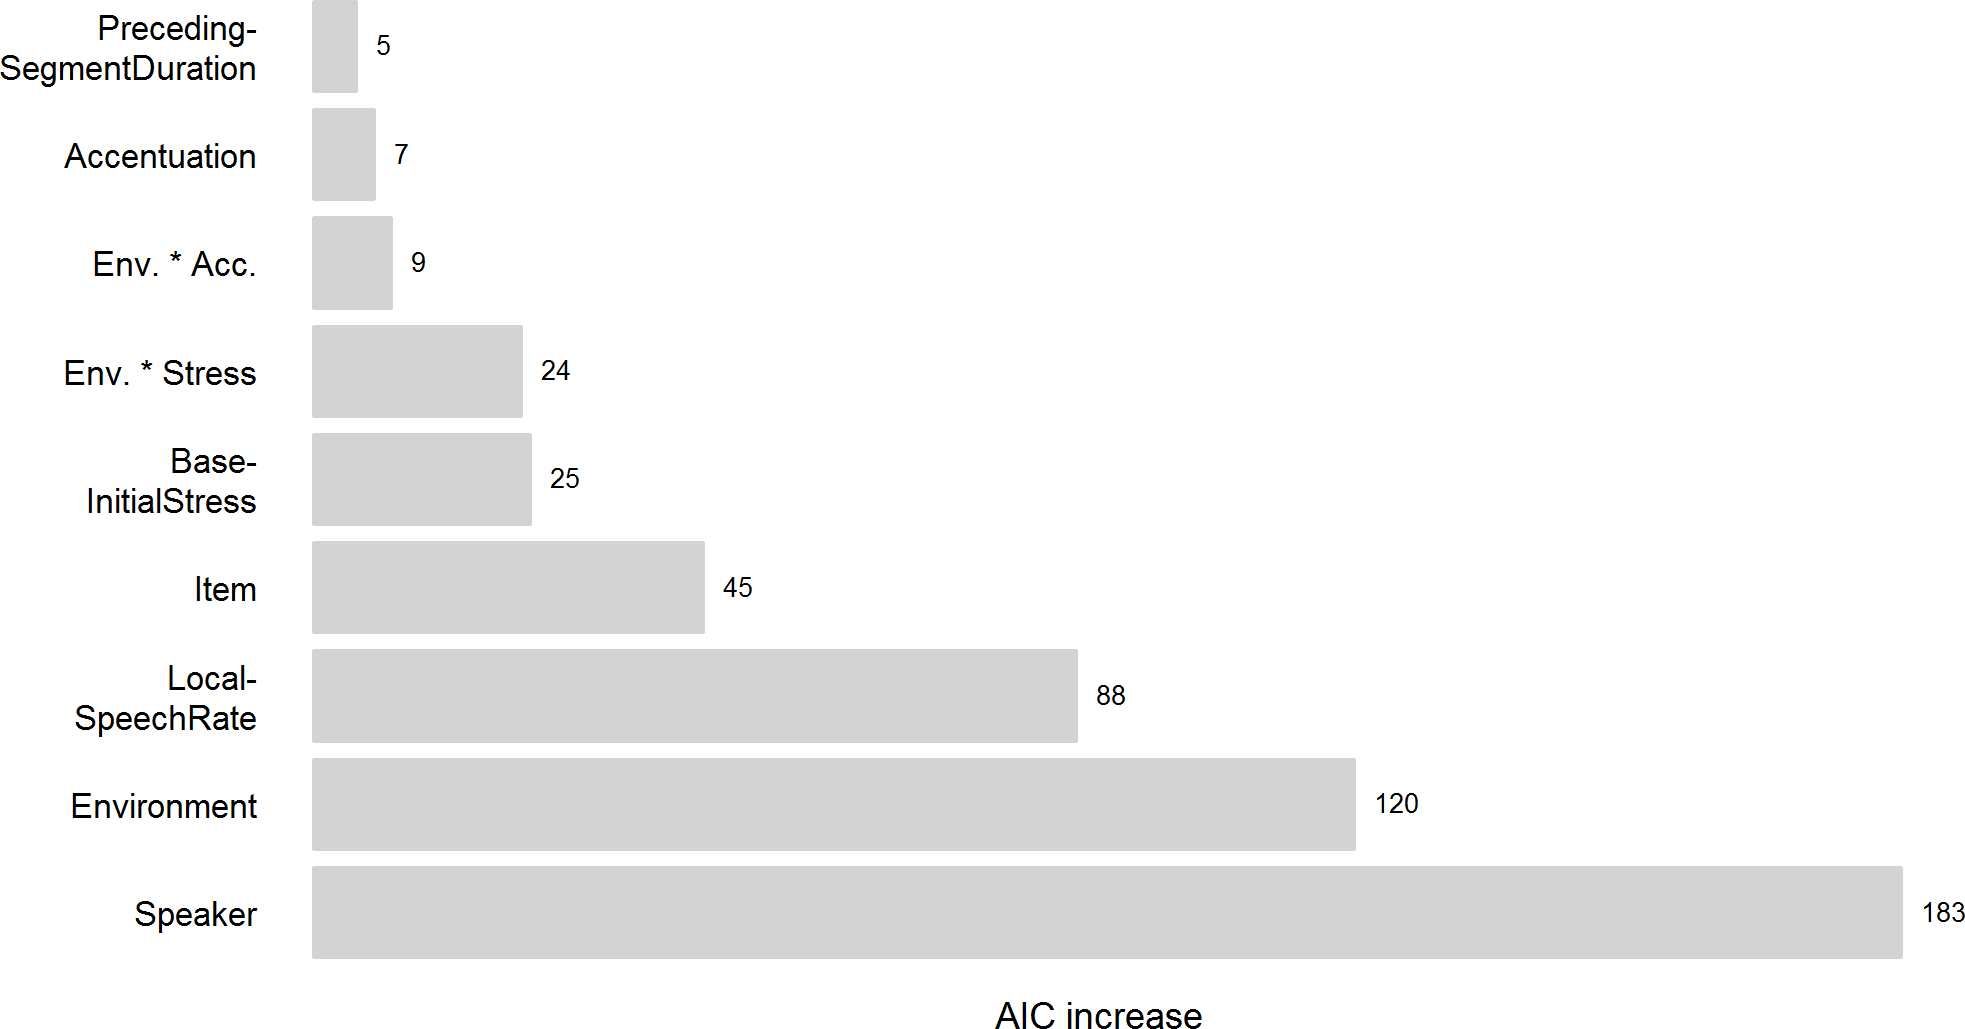 Preceding-
SegmentDuration
5
Accentuation
7
Env. * Acc.
9
Env. * Stress
24
Base-
InitialStress
25
Item
45
Local-
SpeechRate
88
Environment
120
Speaker
183
AIC increase